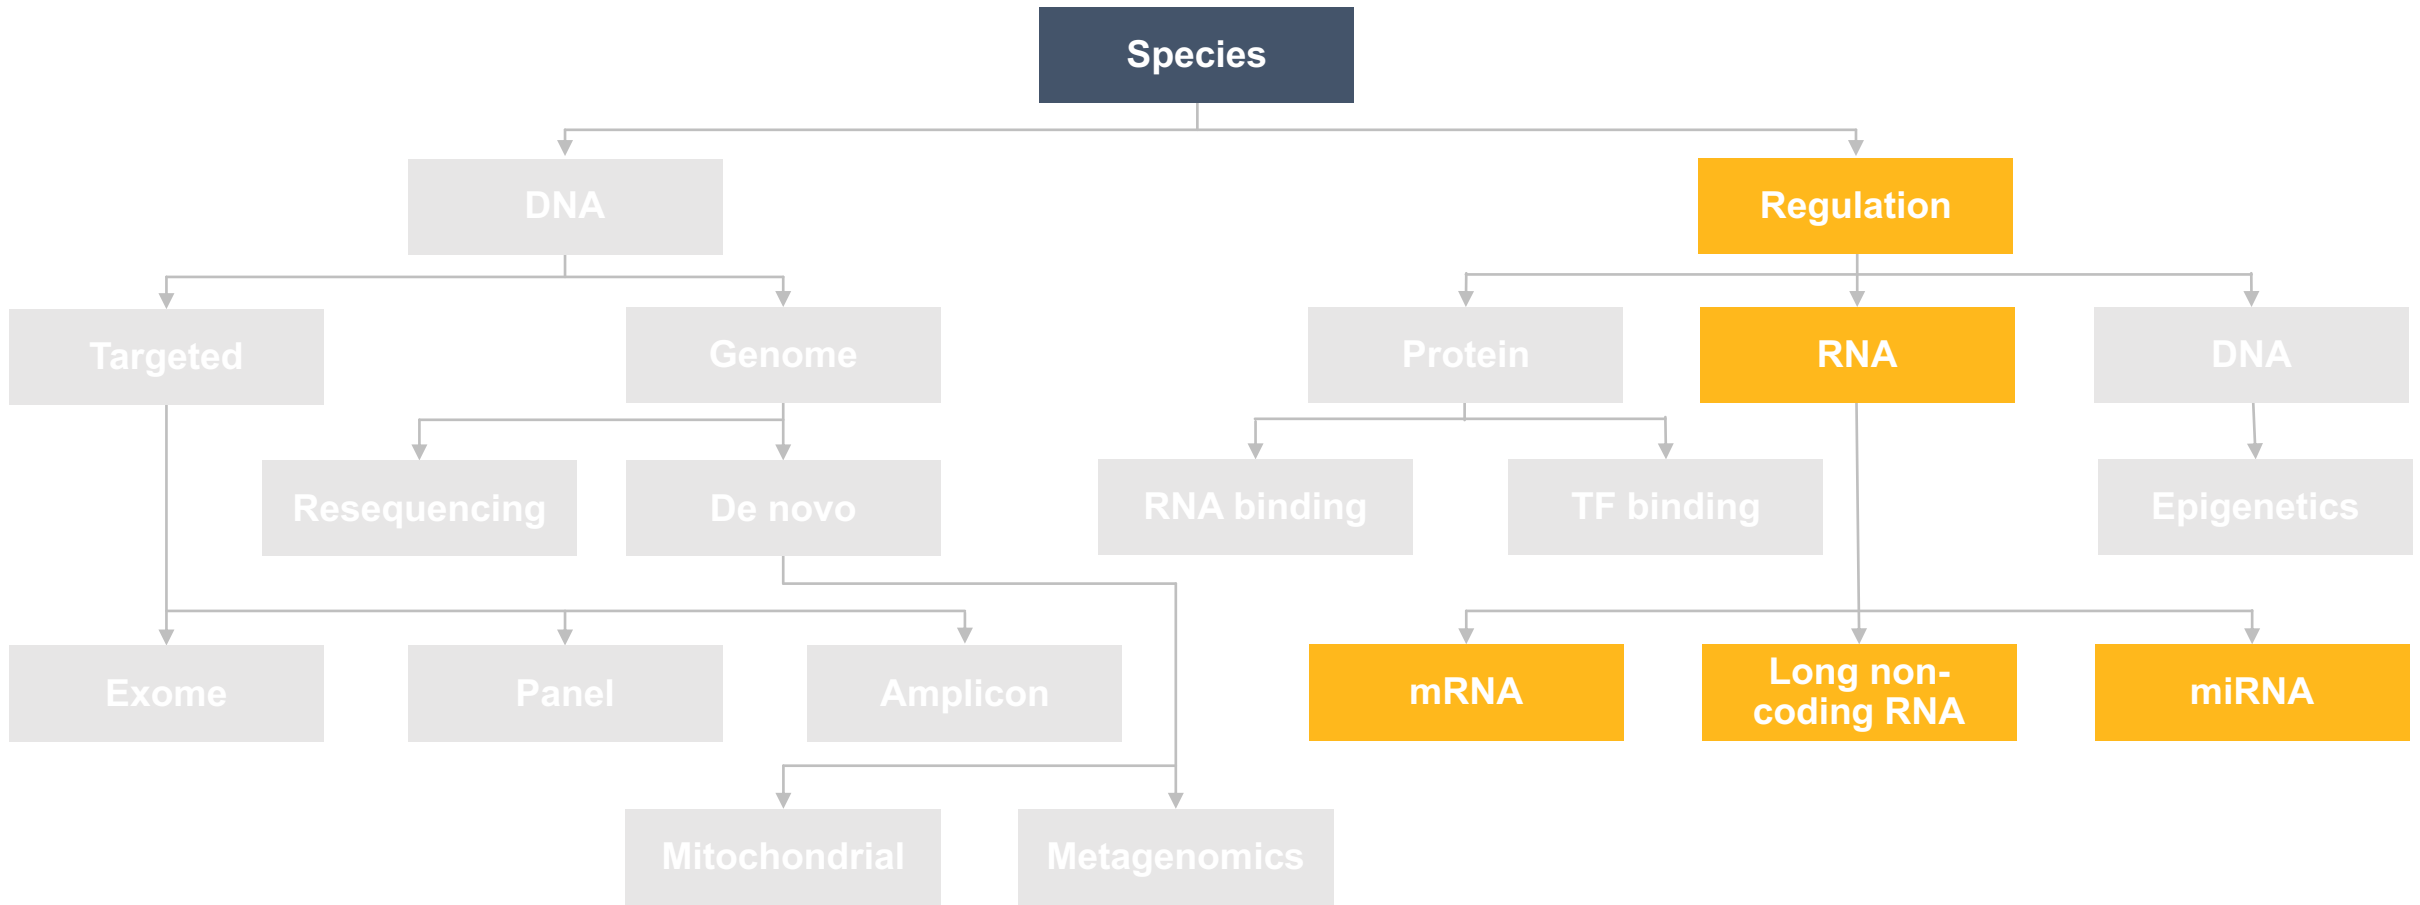 Species
DNA
Regulation
Targeted
Genome
Protein
RNA
DNA
Resequencing
De novo
RNA binding
TF binding
Epigenetics
Exome
Panel
Amplicon
mRNA
Long non-
coding RNA
miRNA
Mitochondrial
Metagenomics